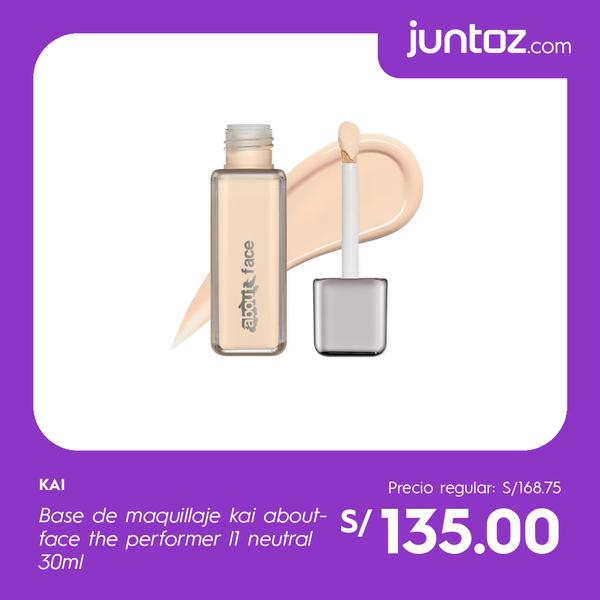 juntoz.com
about-face
KAI
Base de maquillaje kai about-
face the performer l1 neutral
30ml
Precio regular: S/168.75
S/135.00